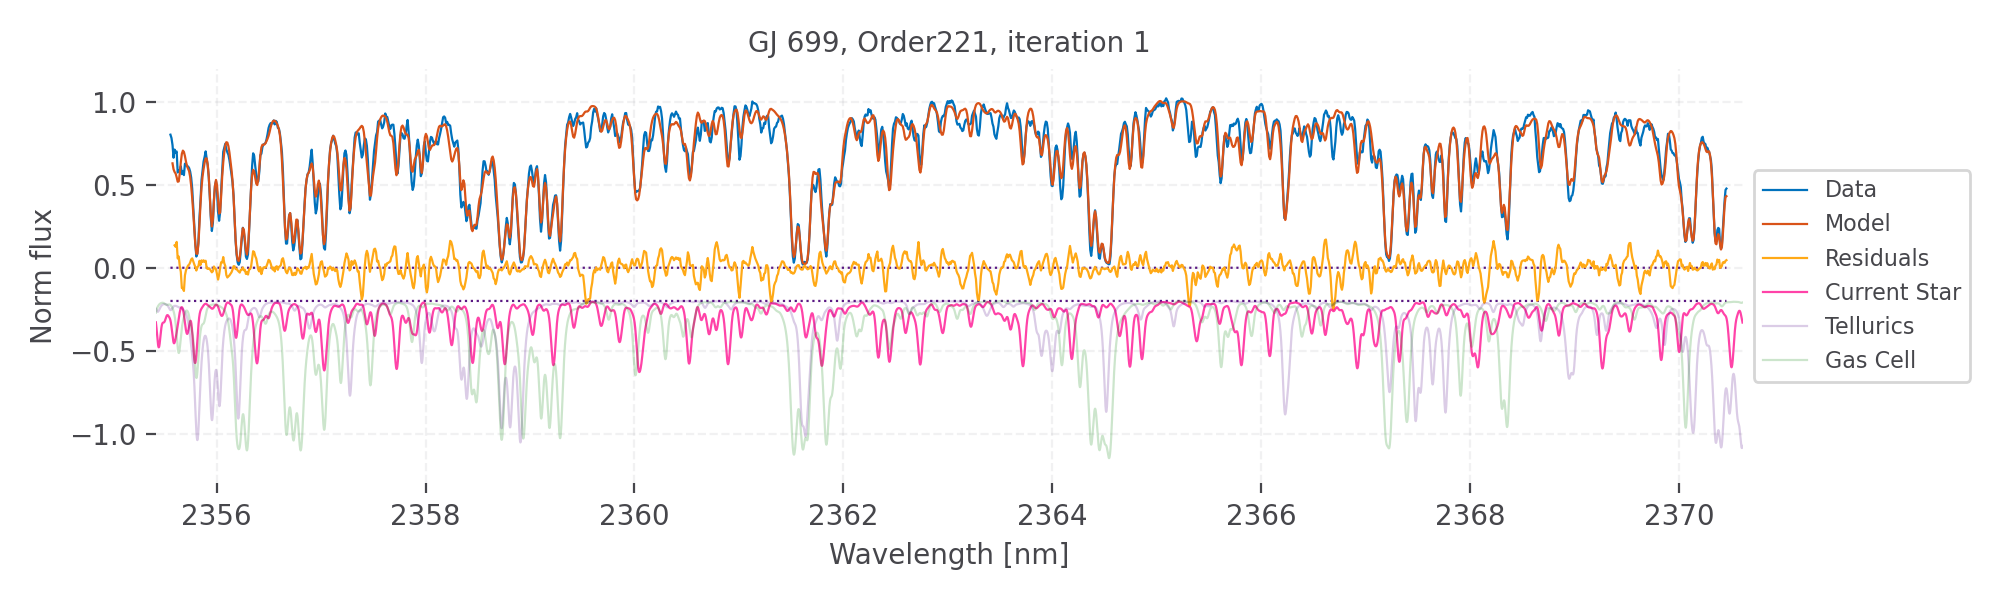 GJ 699, Order221, iteration 1
Norm flux
1.0
0.5
0.0
−0.5
−1.0
2356 2358 2360 2362 2364 2366 2368 2370
Wavelength [nm]
Data
Model
Residuals
Current Star
Tellurics
Gas Cell